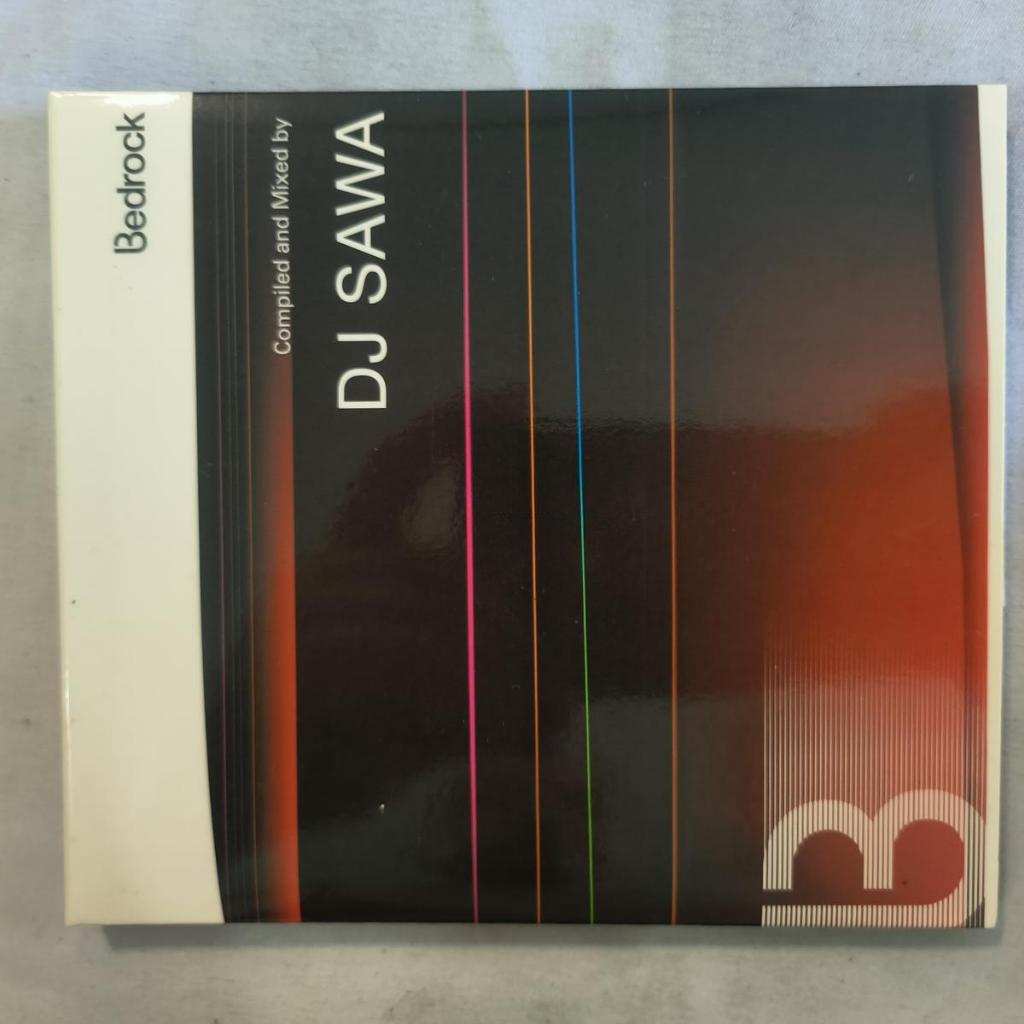 Bedrock
Compiled and Mixed by
DJ SAWA
B